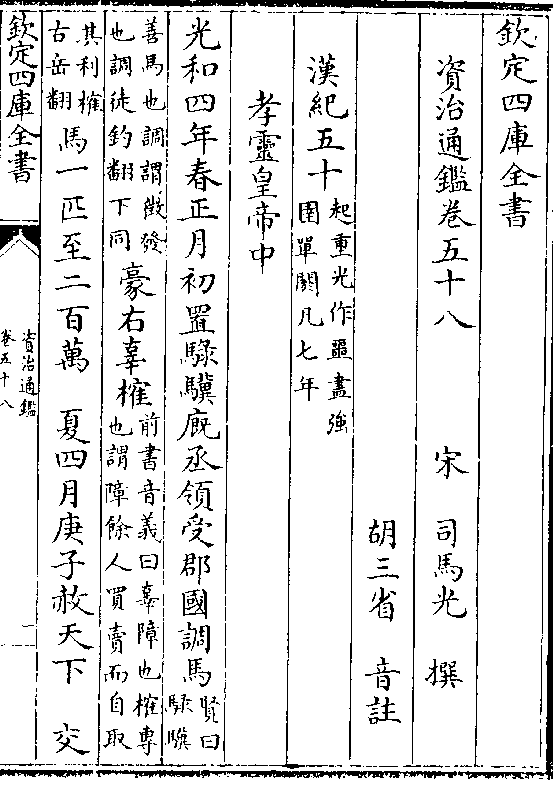 欽定四庫全書
資治通鑑卷五十八
宋 司馬光 撰
胡三省 音註
漢紀五十起重光作噩盡強
圉單閼凡七年
孝靈皇帝中
光和四年春正月初置騄驥廐丞領受郡國調馬賢曰
騄驥
善馬也調謂徵發
也調徒釣翻下同豪右辜榷前書音義曰辜障也榷專
也謂障餘人買賣而自取
其利榷
古岳翻馬一匹至二百萬 夏四月庚子赦天下 交
欽定四庫全書
資治通鑑
卷五十八
一